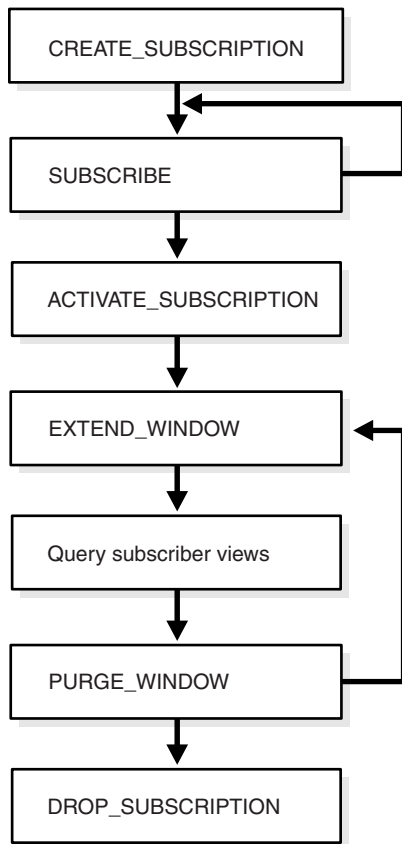 CREATE_SUBSCRIPTION
SUBSCRIBE
ACTIVATE_SUBSCRIPTION
EXTEND_WINDOW
Query subscriber views
PURGE_WINDOW
DROP_SUBSCRIPTION